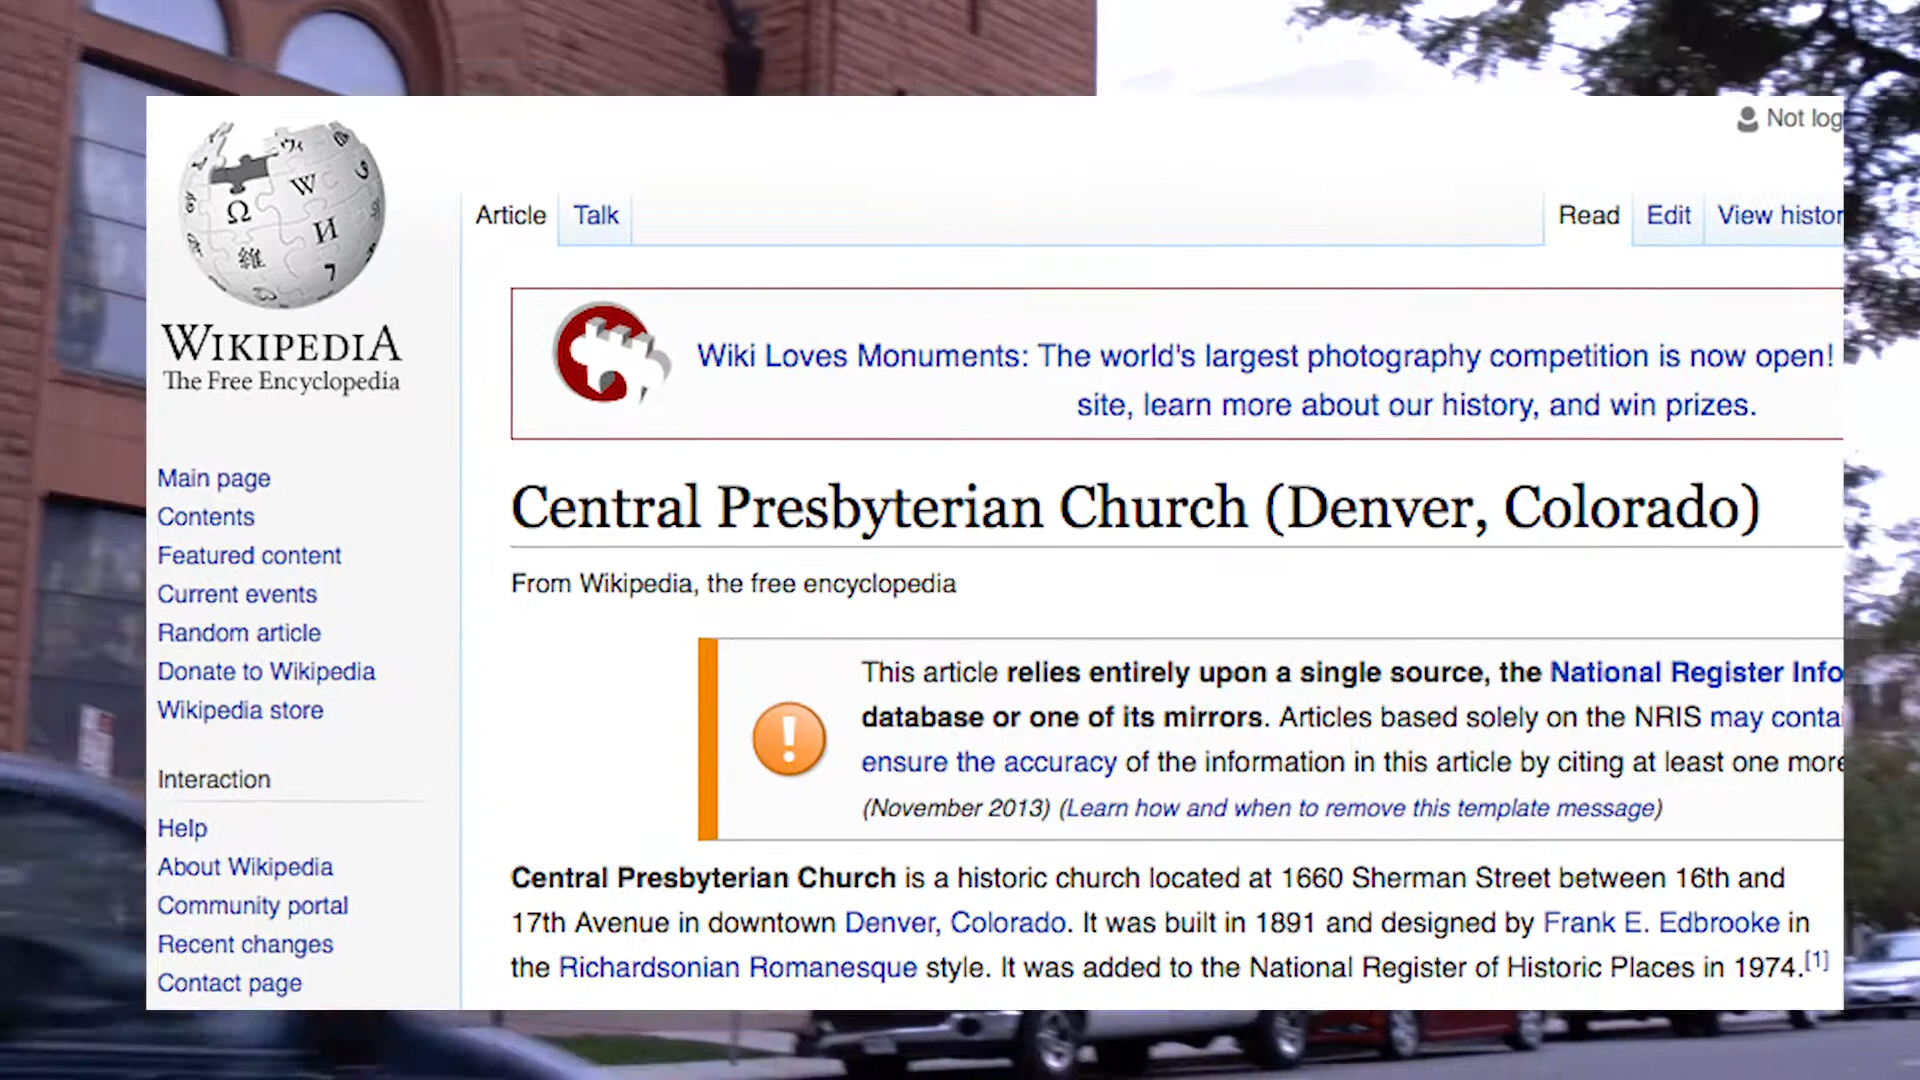 Not log
Article Talk Read Edit View histor
WIKIPEDIA
The Free Encyclopedia
Wiki Loves Monuments: The world's largest photography competition is now open!
site, learn more about our history, and win prizes.
Main page
Contents
Featured content
Current events
Random article
Donate to Wikipedia
Wikipedia store
Interaction
Help
About Wikipedia
Community portal
Recent changes
Contact page
Central Presbyterian Church (Denver, Colorado)
From Wikipedia, the free encyclopedia
This article relies entirely upon a single source, the National Register Info
database or one of its mirrors. Articles based solely on the NRIS may contai
ensure the accuracy of the information in this article by citing at least one more
(November 2013) (Learn how and when to remove this template message)
Central Presbyterian Church is a historic church located at 1660 Sherman Street between 16th and
17th Avenue in downtown Denver, Colorado. It was built in 1891 and designed by Frank E. Edbrooke in
the Richardsonian Romanesque style. It was added to the National Register of Historic Places in 1974.[1]